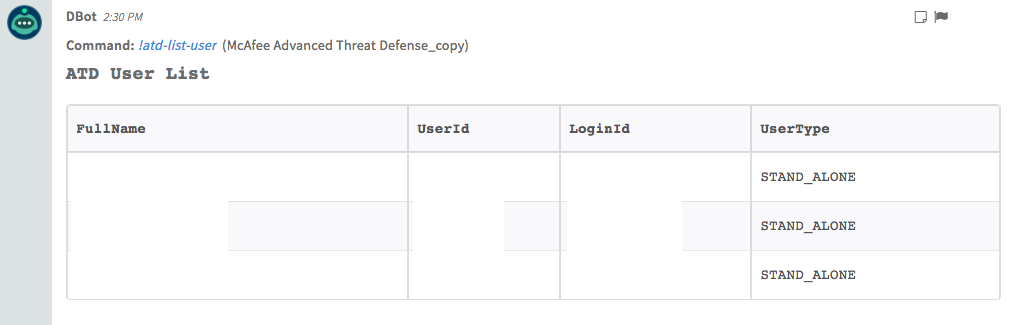 DBot 2:30 PM
Command: !atd-list-user (McAfee Advanced Threat Defense_copy)
ATD User List
FullName UserId LoginId UserType
STAND_ALONE
STAND_ALONE
STAND_ALONE